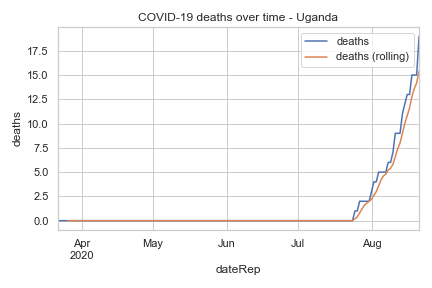 COVID-19 deaths over time - Uganda
deaths
deaths (rolling)
17.5
15.0
12.5
10.0
7.5
5.0
2.5
0.0
deaths
Apr
2020
May
Jun
Jul
Aug
dateRep